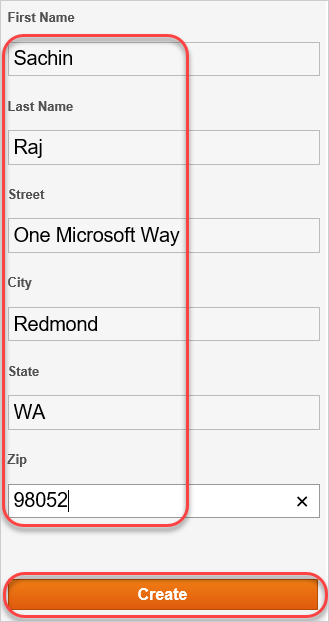 First Name
Sachin
Last Name
Raj
Street
One Microsoft Way
City
Redmond
State
WA
Zip
98052
Create